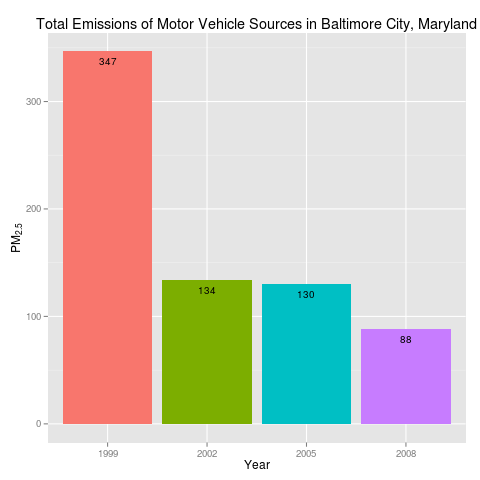 Total Emissions of Motor Vehicle Sources in Baltimore City, Maryland
347
300
200
134
130
100
88
0
PM2.5
1999 2002 2005 2008
Year